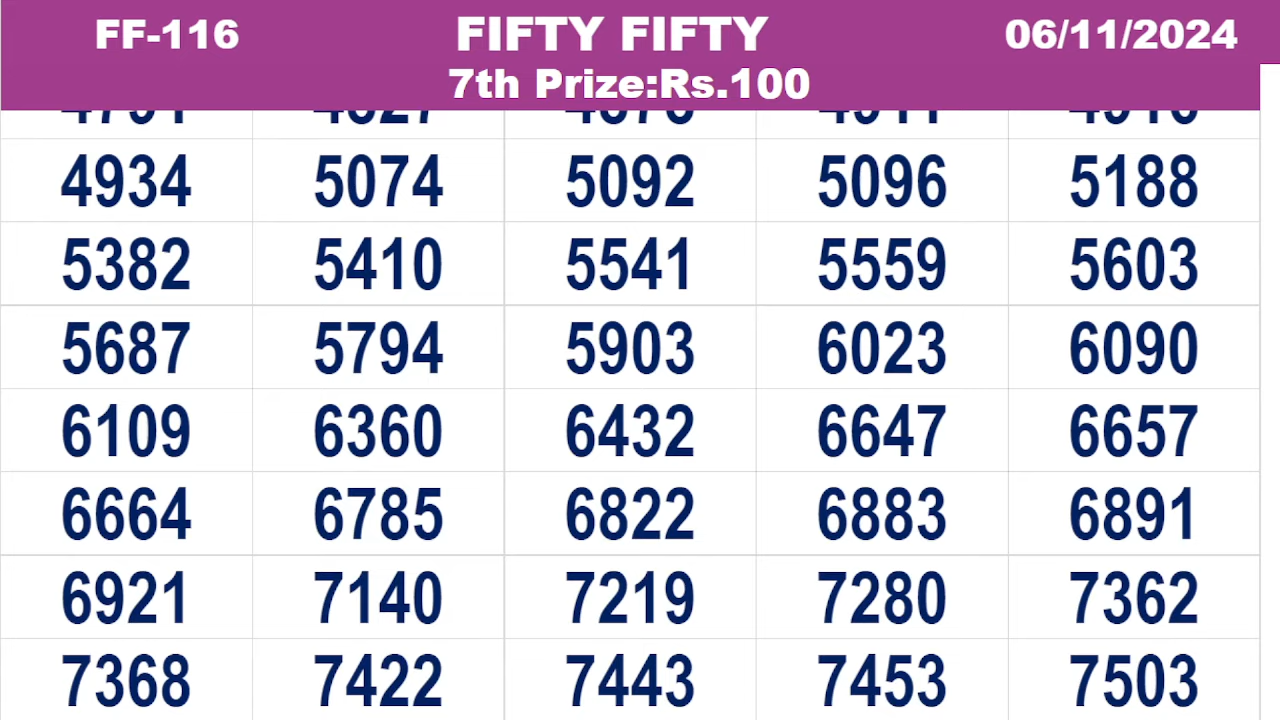 FF-116 FIFTY FIFTY 06/11/2024
7th Prize:Rs.100
4934 5074 5092 5096 5188
5382 5410 5541 5559 5603
5687 5794 5903 6023 6090
6109 6360 6432 6647 6657
6664 6785 6822 6883 6891
6921 7140 7219 7280 7362
7368 7422 7443 7453 7503